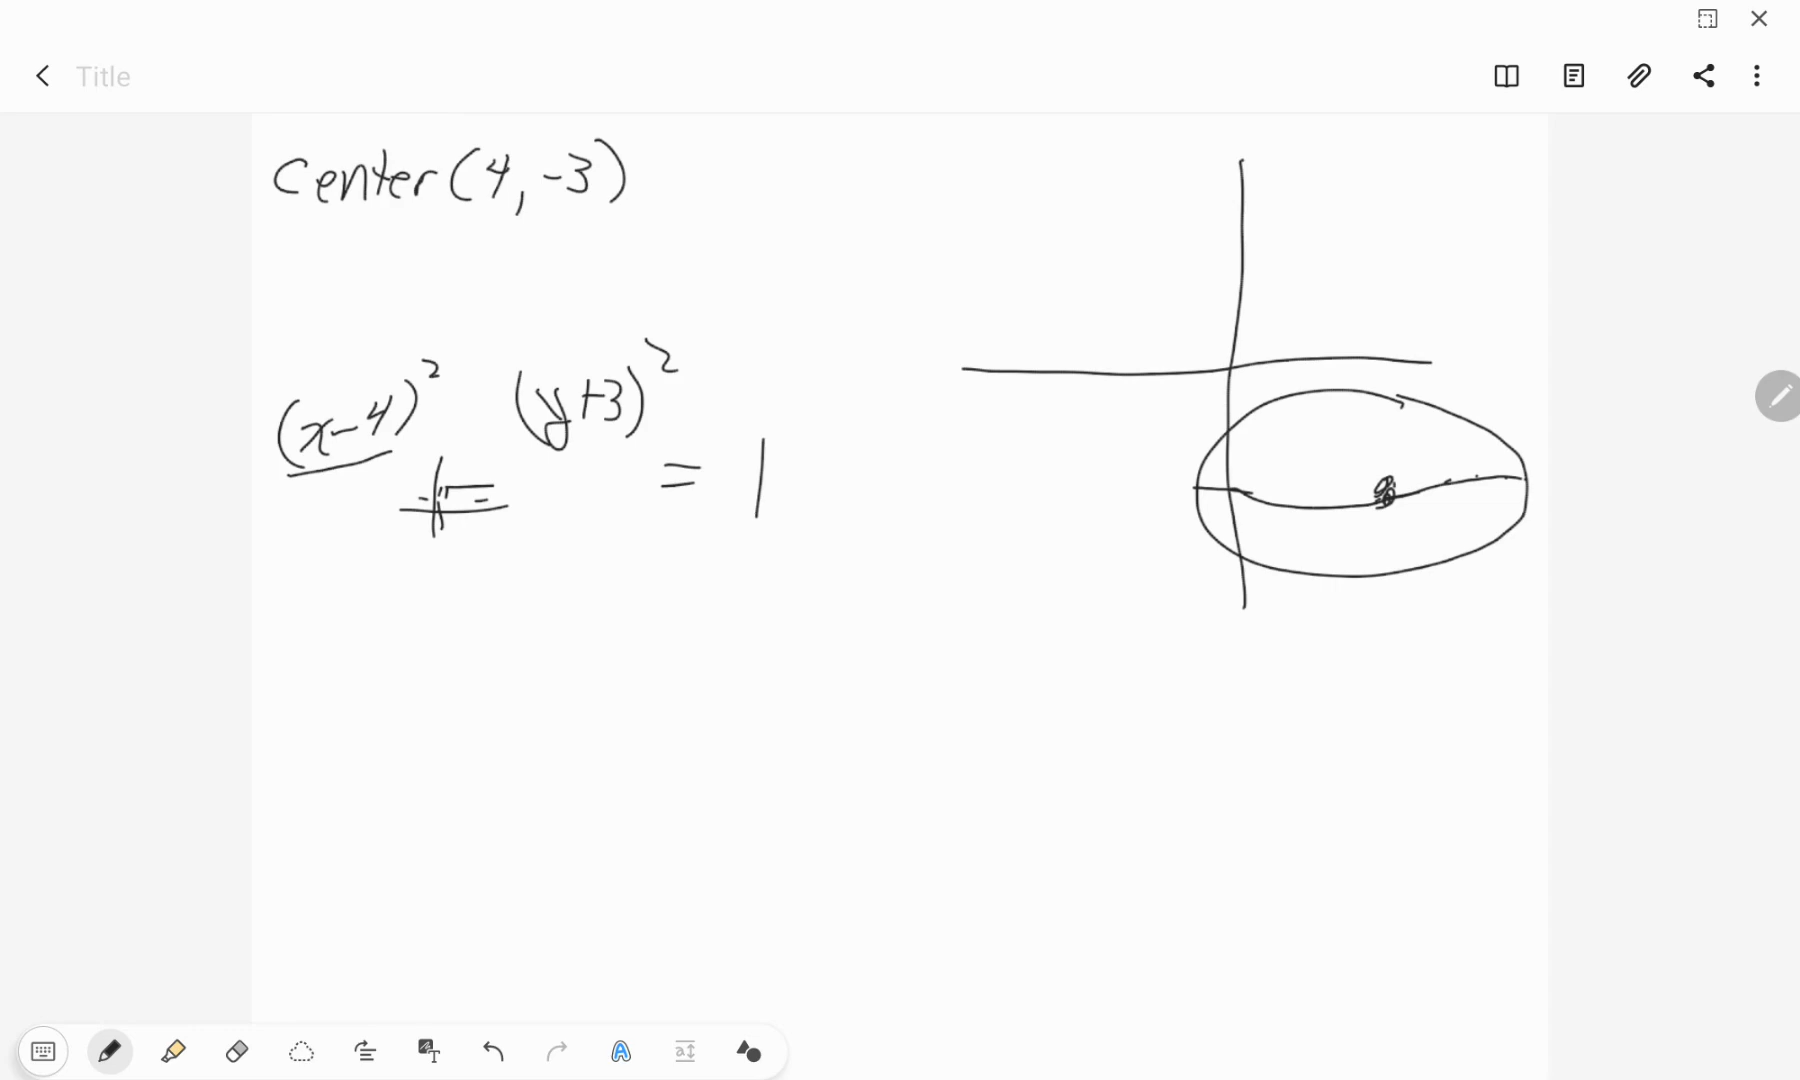 Title
Center (4, -3)
(x-4)² (y+3)² = 1